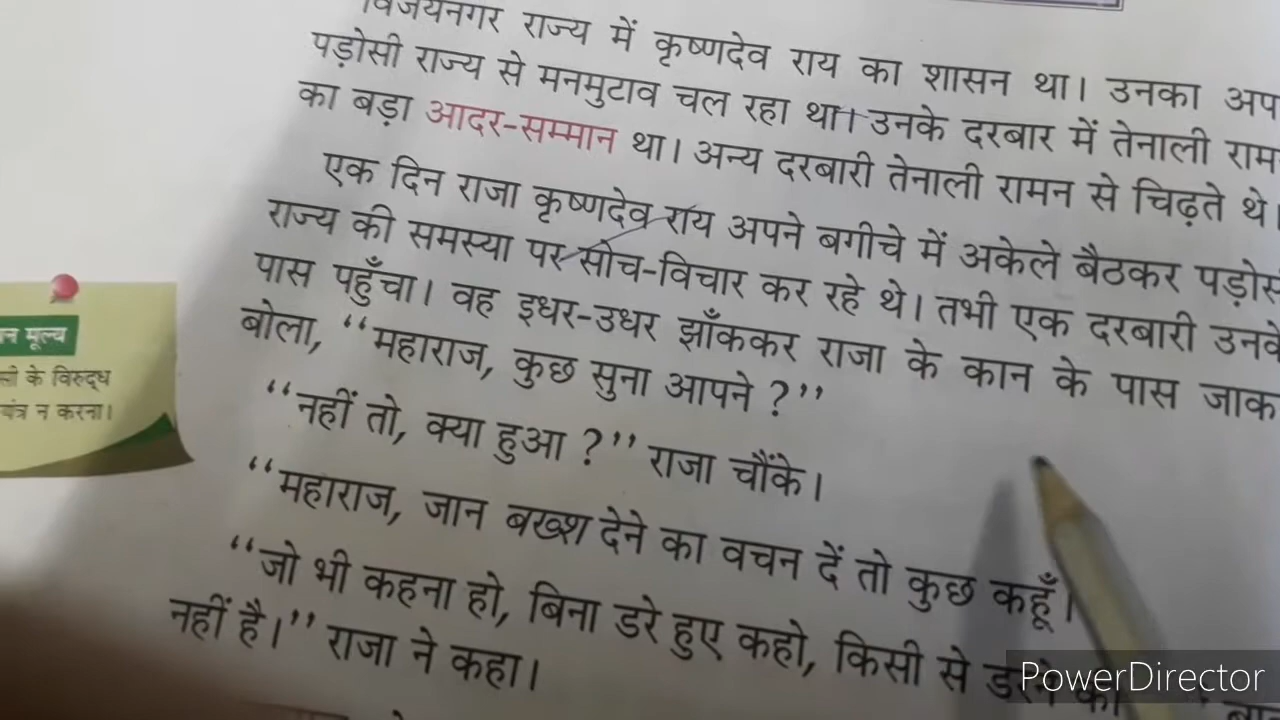 विजयनगर राज्य में कृष्णदेव राय का शासन था। उनका अप
पड़ोसी राज्य से मनमुटाव चल रहा था। उनके दरबार में तेनाली राम
का बड़ा आदर-सम्मान था। अन्य दरबारी तेनाली रामन से चिढ़ते थे।
एक दिन राजा कृष्णदेव राय अपने बगीचे में अकेले बैठकर पड़ोसी
राज्य की समस्या पर सोच-विचार कर रहे थे। तभी एक दरबारी उनके
पास पहुँचा। वह इधर-उधर झाँककर राजा के कान के पास जाक
बोला, “महाराज, कुछ सुना आपने ?”
“नहीं तो, क्या हुआ ?” राजा चौंके।
“महाराज, जान बख्श देने का वचन दें तो कुछ कहूँ।
“जो भी कहना हो, बिना डरे हुए कहो, किसी से डरने
नहीं है।” राजा ने कहा।
न मूल्य
सी के विरुद्ध
यंत्र न करना।
PowerDirector